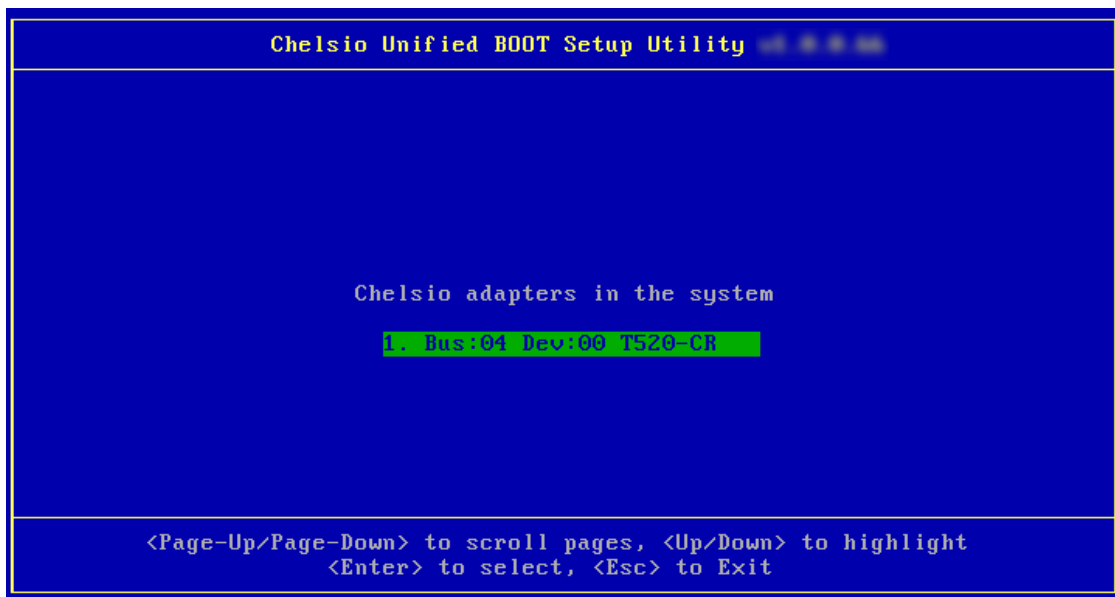 Chelsio Unified BOOT Setup Utility
Chelsio adapters in the system
1. Bus:04 Dev:00 T520-CR
<Page-Up/Page-Down> to scroll pages, <Up/Down> to highlight
<Enter> to select, <Esc> to Exit